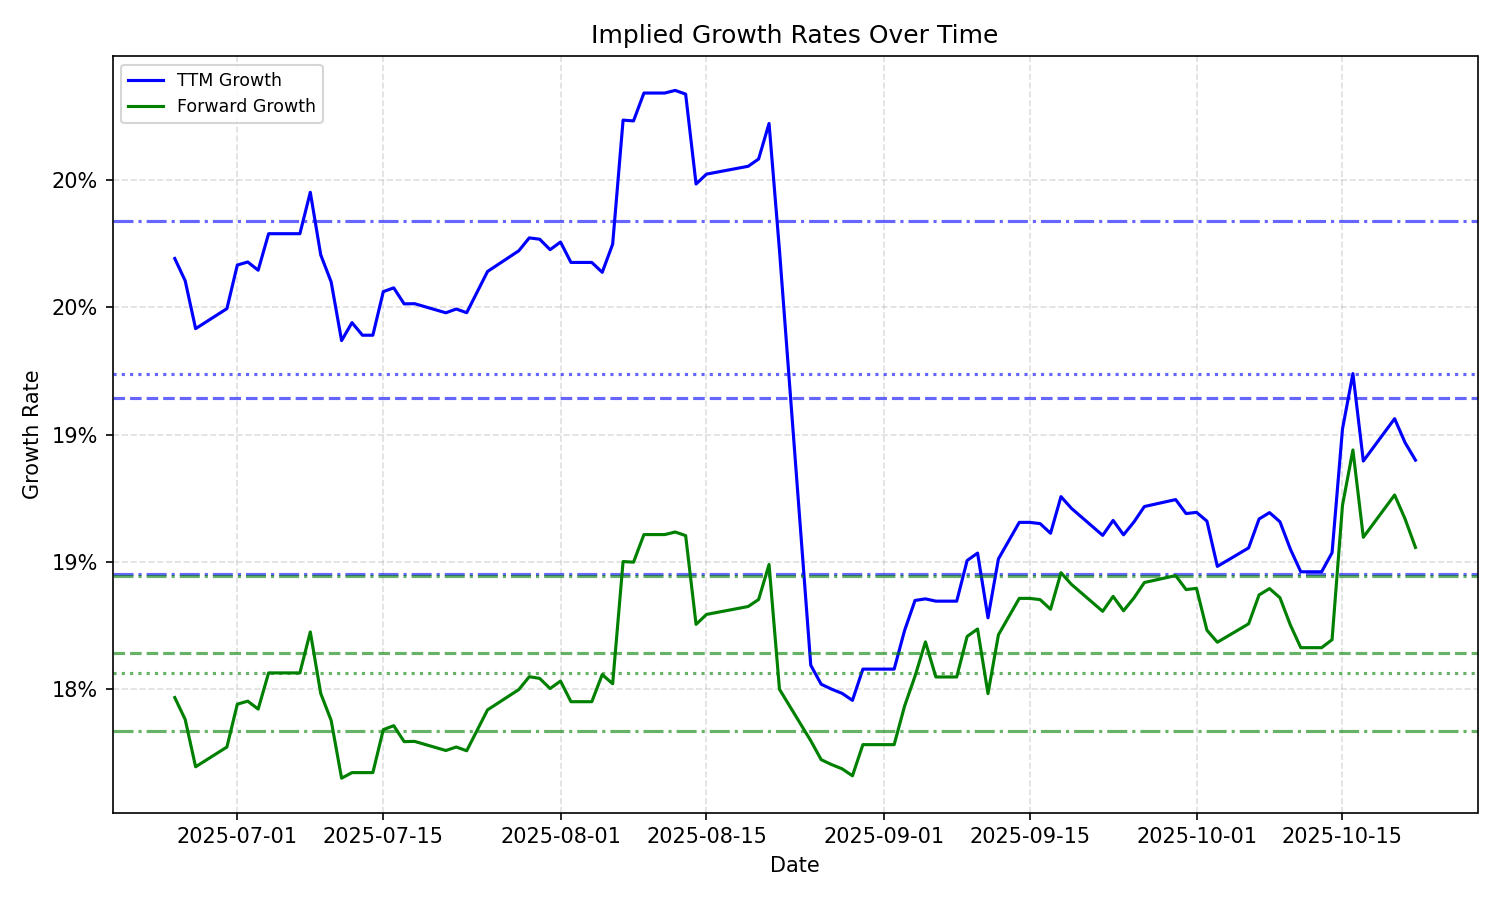 Implied Growth Rates Over Time
TTM Growth
Forward Growth
20%
20%
19%
19%
18%
Growth Rate
2025-07-01 2025-07-15 2025-08-01 2025-08-15 2025-09-01 2025-09-15 2025-10-01 2025-10-15
Date